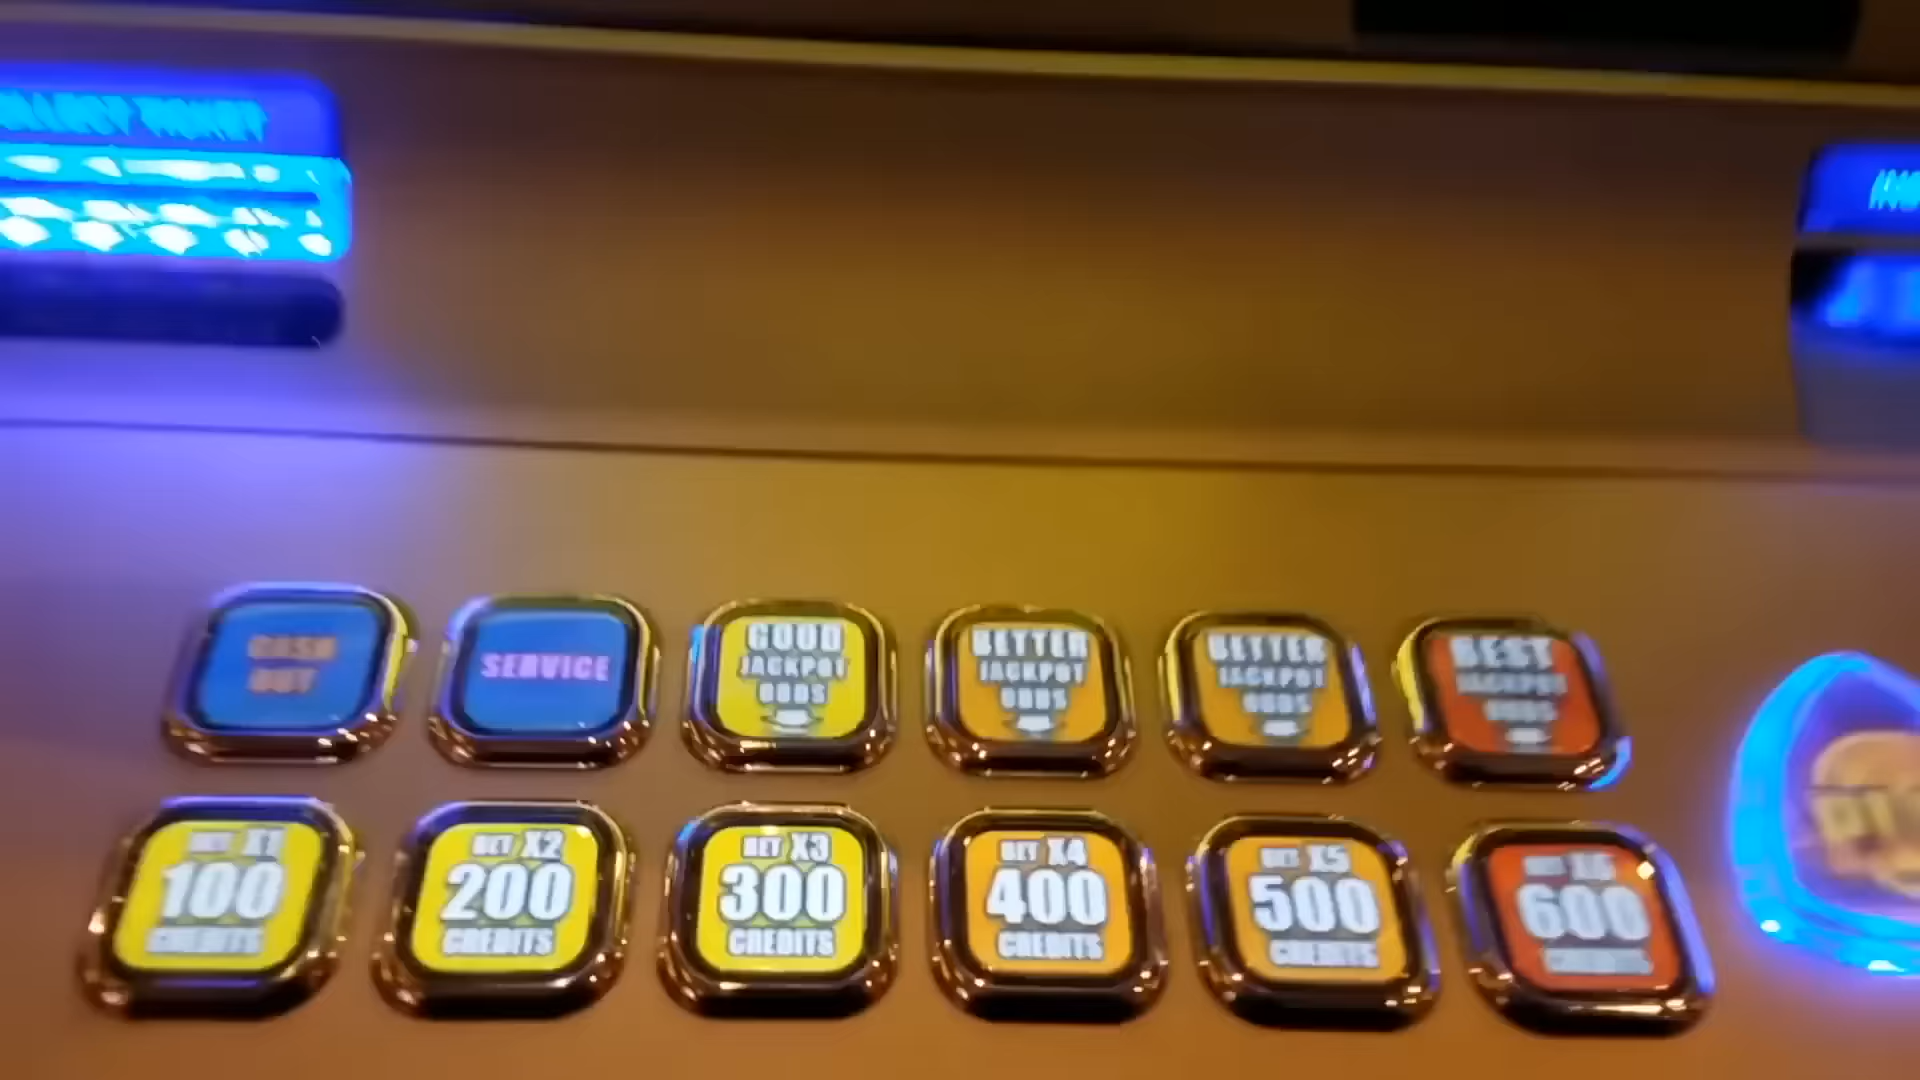 COLLECT TICKET
CASH
OUT
SERVICE
GOOD
JACKPOT
ODDS
BETTER
JACKPOT
ODDS
BETTER
JACKPOT
ODDS
BEST
JACKPOT
ODDS
BET X1
100
CREDITS
BET X2
200
CREDITS
BET X3
300
CREDITS
BET X4
400
CREDITS
BET X5
500
CREDITS
BET X6
600
CREDITS